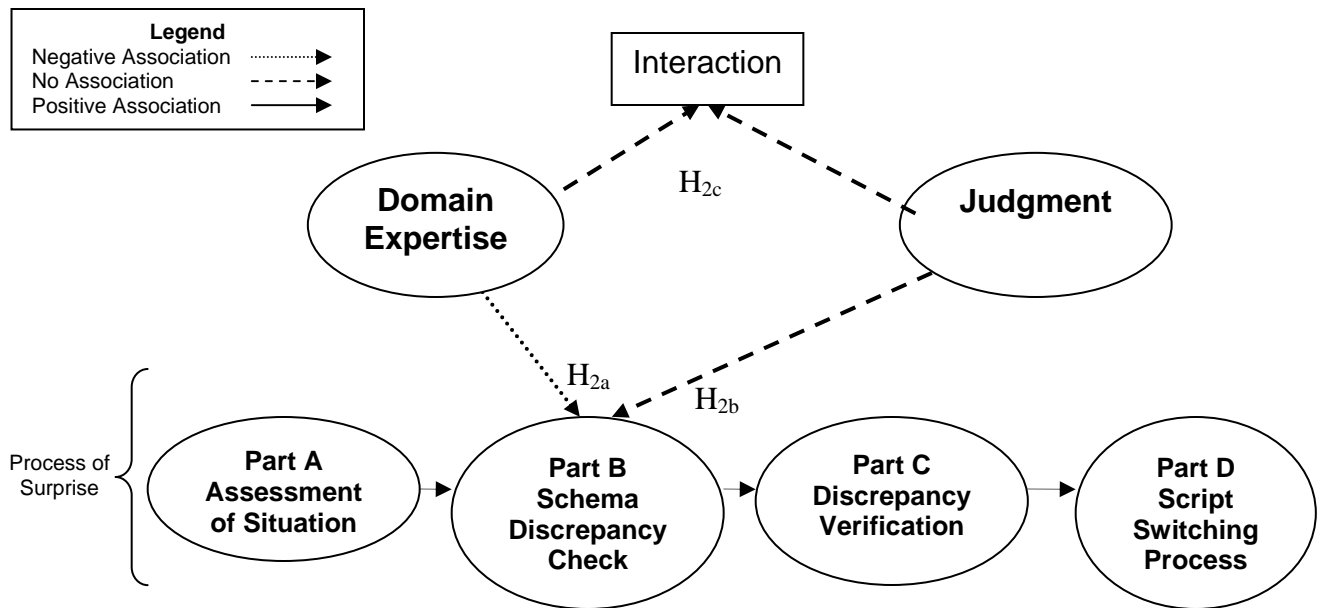 Legend
Negative Association
No Association
Positive Association
Interaction
Domain
Expertise
H2c
Judgment
H2a
H2b
Process of
Surprise
Part A
Assessment
of Situation
Part B
Schema
Discrepancy
Check
Part C
Discrepancy
Verification
Part D
Script
Switching
Process